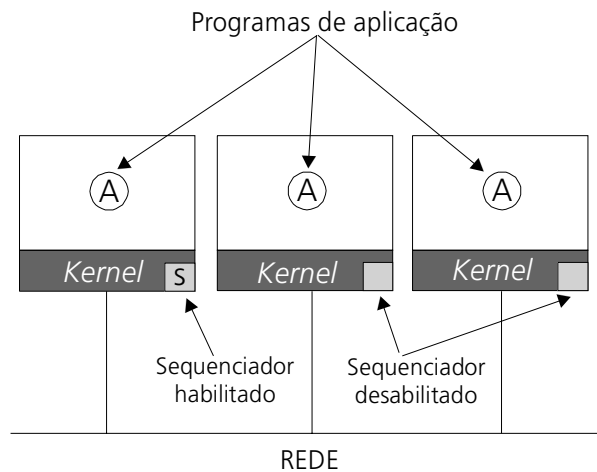 Programas de aplicação
A
A
A
Kernel
S
Kernel
Kernel
Sequenciador
habilitado
Sequenciador
desabilitado
REDE